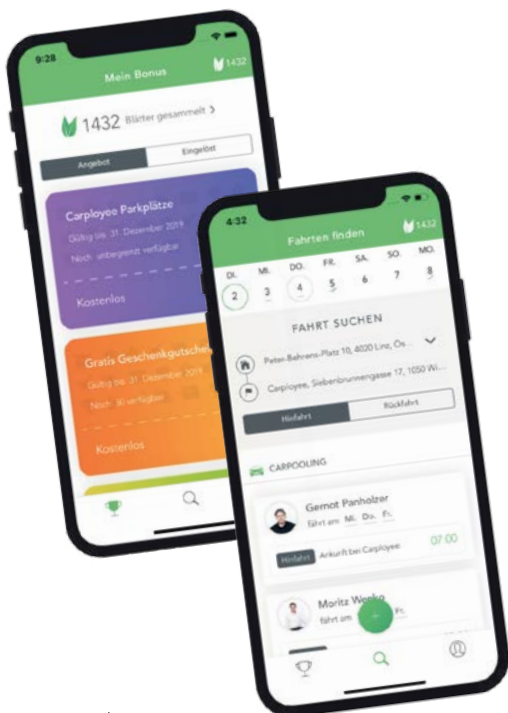 9:28
Mein Bonus
1432
1432 Blätter gesammelt >
Angebot
Eingelöst
Carployee Parkplätze
Gültig bis 31. Dezember 2019
Noch unbegrenzt verfügbar
Kostenlos
Gratis Geschenkgutsche
Gültig bis 31. Dezember 2019
Noch 80 verfügbar
Kostenlos
4:32
Fahrten finden
1432
DI. MI. DO. FR. SA. SO. MO.
2 3 4 5 6 7 8
FAHRT SUCHEN
Peter-Behrens-Platz 10, 4020 Linz, Ös...
Carployee, Siebenbrunnengasse 17, 1050 Wi...
Hinfahrt
Rückfahrt
CARPOOLING
Gernot Panholzer
fährt am Mi. Do. Fr.
Hinfahrt Ankunft bei Carployee 07:00
Moritz
fährt am Fr.